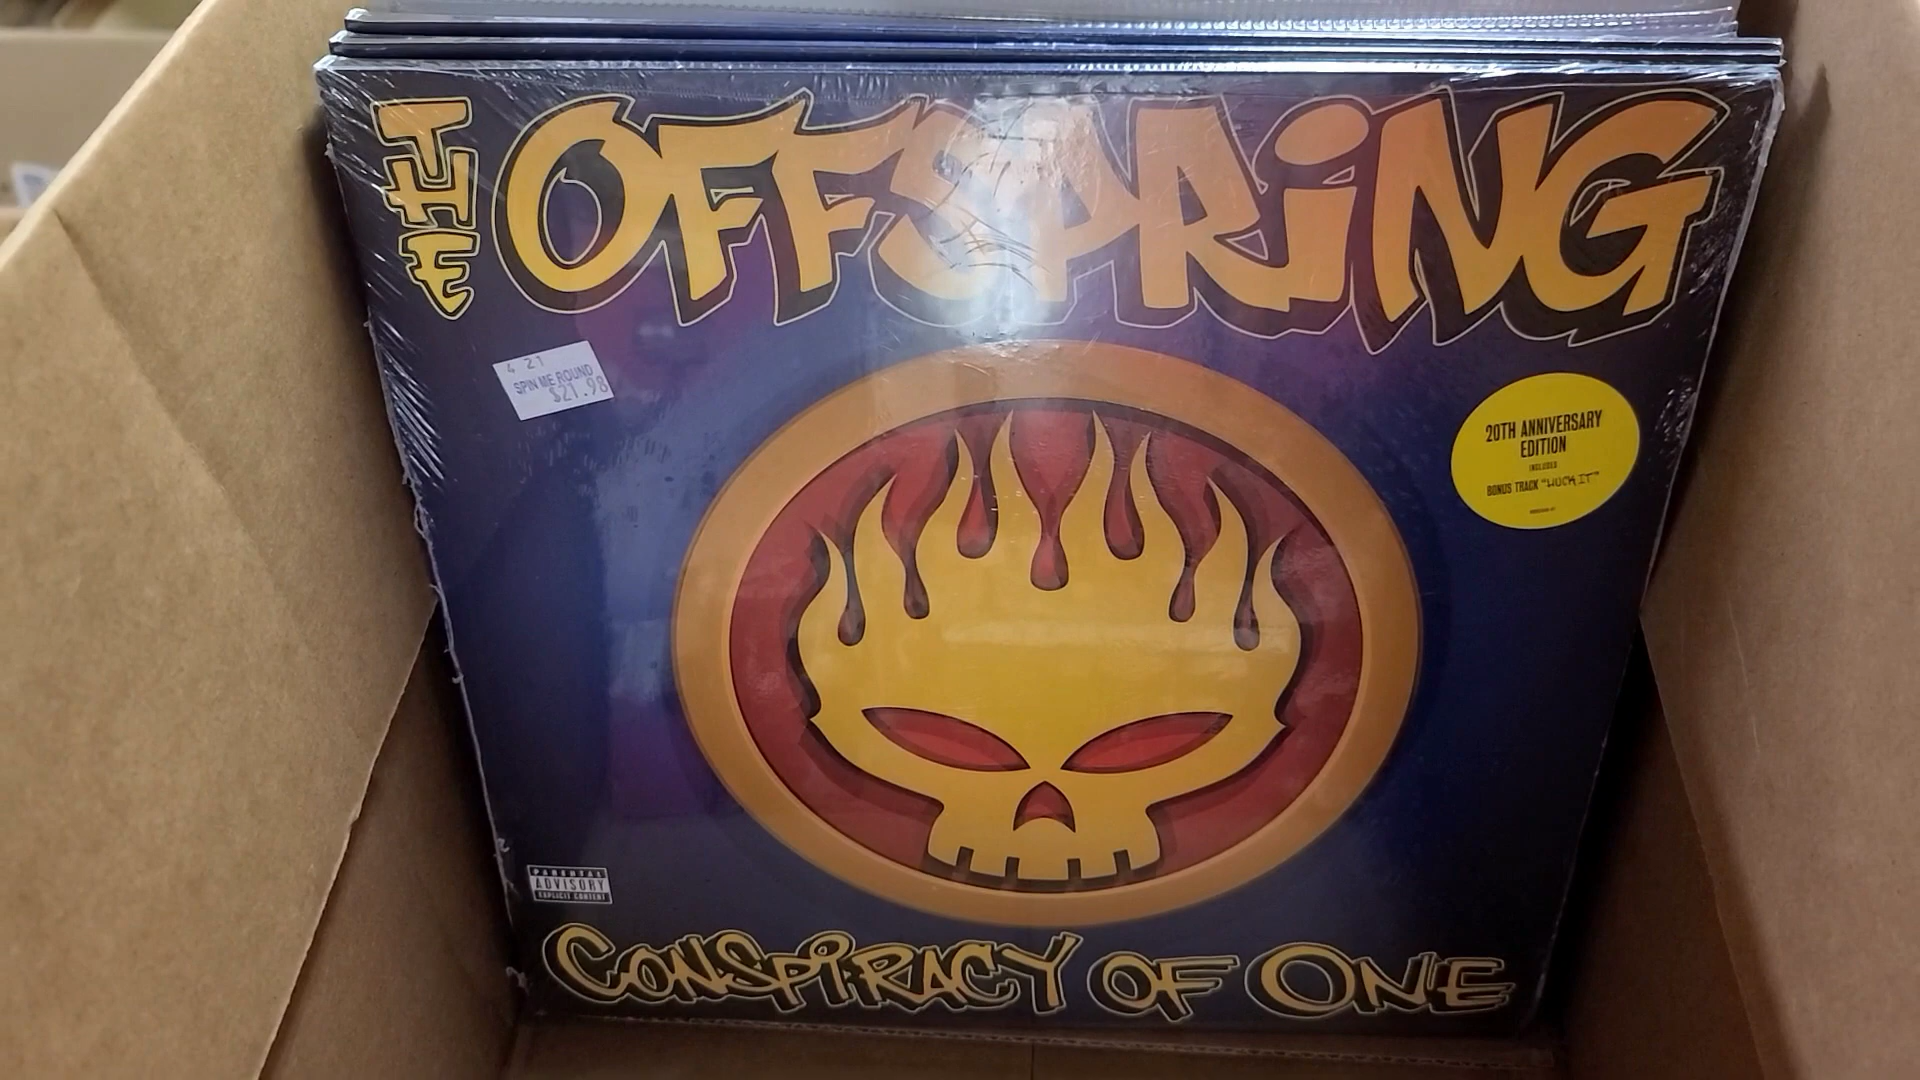 THE OFFSPRiNG
4 21
SPIN ME ROUND
$21.98
20TH ANNIVERSARY
EDITION
INCLUDED
BONUS TRACK "HUCK IT"
PARENTAL
ADVISORY
EXPLICIT CONTENT
CONSPiRACY OF ONE